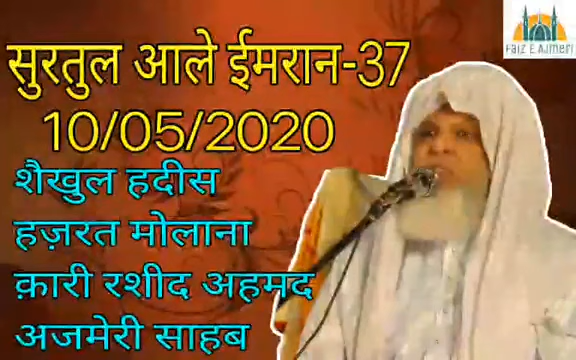 सुरतुल आले ईमरान-37
10/05/2020
शैखुल हदीस
हज़रत मोलाना
क़ारी रशीद अहमद
अजमेरी साहब
Faiz E Ajmeri